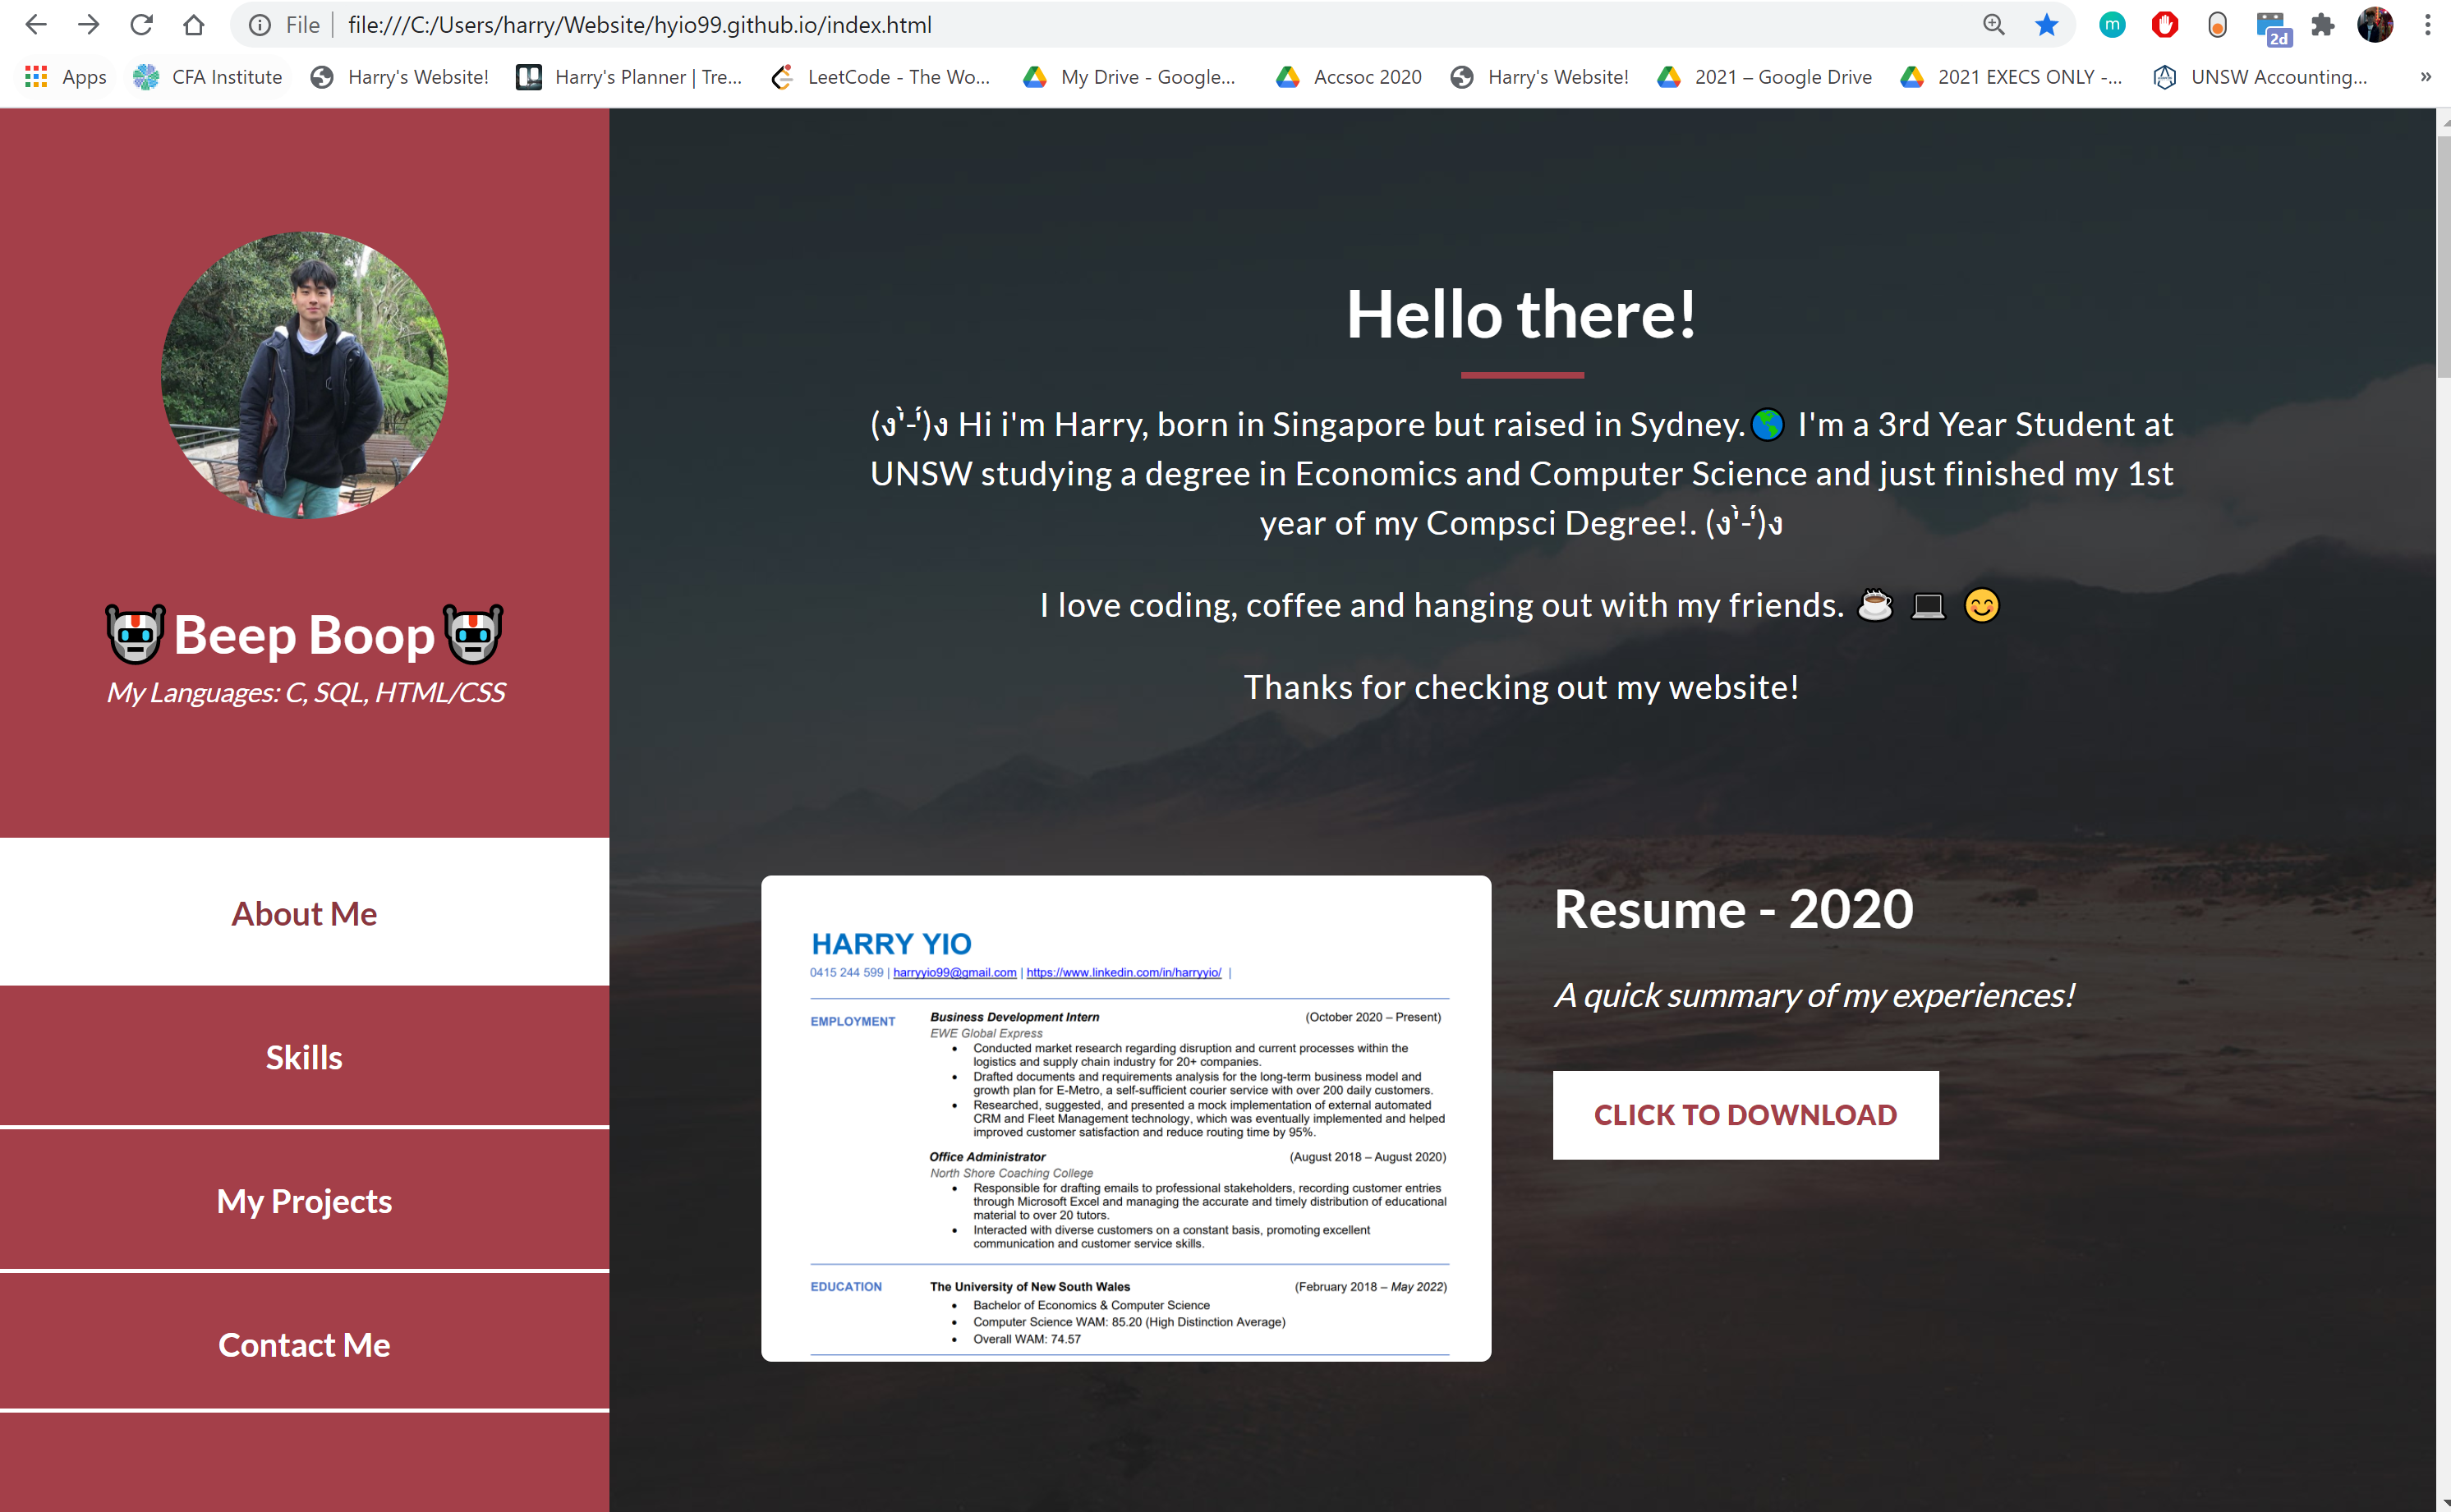 File file:///C:/Users/harry/Website/hyio99.github.io/index.html
m
2d
Apps CFA Institute Harry's Website! Harry's Planner | Tre... LeetCode - The Wo... My Drive - Google... Accsoc 2020 Harry's Website! 2021 – Google Drive 2021 EXECS ONLY -... UNSW Accounting... »
🤖Beep Boop🤖
My Languages: C, SQL, HTML/CSS
About Me
Skills
My Projects
Contact Me
Hello there!
(ง'̀-'́)ง Hi i'm Harry, born in Singapore but raised in Sydney.🌎 I'm a 3rd Year Student at
UNSW studying a degree in Economics and Computer Science and just finished my 1st
year of my Compsci Degree!. (ง'̀-'́)ง
I love coding, coffee and hanging out with my friends. ☕ 💻 😊
Thanks for checking out my website!
HARRY YIO
0415 244 599 | harryyio99@gmail.com | https://www.linkedin.com/in/harryyio/ |
EMPLOYMENT Business Development Intern (October 2020 – Present)
EWE Global Express
• Conducted market research regarding disruption and current processes within the
logistics and supply chain industry for 20+ companies.
• Drafted documents and requirements analysis for the long-term business model and
growth plan for E-Metro, a self-sufficient courier service with over 200 daily customers.
• Researched, suggested, and presented a mock implementation of external automated
CRM and Fleet Management technology, which was eventually implemented and helped
improved customer satisfaction and reduce routing time by 95%.
Office Administrator (August 2018 – August 2020)
North Shore Coaching College
• Responsible for drafting emails to professional stakeholders, recording customer entries
through Microsoft Excel and managing the accurate and timely distribution of educational
material to over 20 tutors.
• Interacted with diverse customers on a constant basis, promoting excellent
communication and customer service skills.
EDUCATION The University of New South Wales (February 2018 – May 2022)
• Bachelor of Economics & Computer Science
• Computer Science WAM: 85.20 (High Distinction Average)
• Overall WAM: 74.57
Resume - 2020
A quick summary of my experiences!
CLICK TO DOWNLOAD